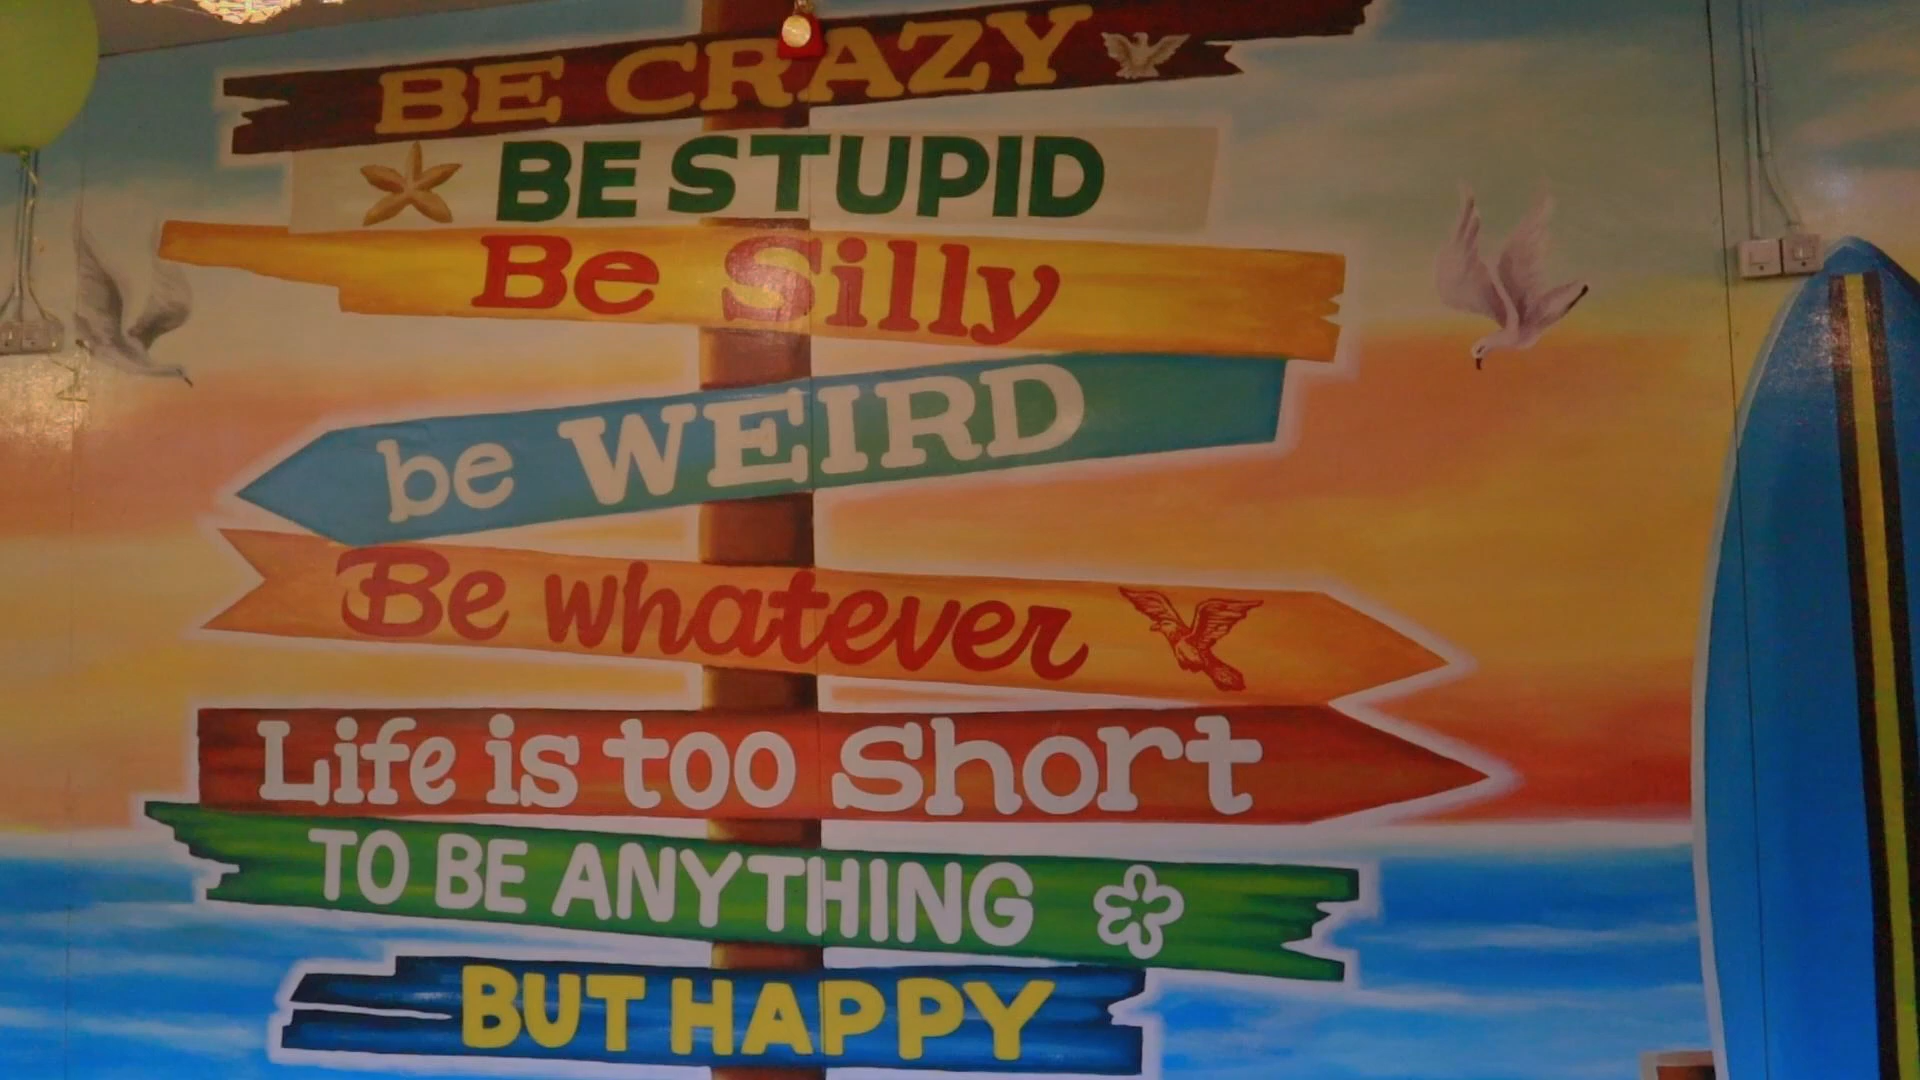 BE CRAZY
BE STUPID
Be Silly
be WEIRD
Be whatever
Life is too short
TO BE ANYTHING
BUT HAPPY